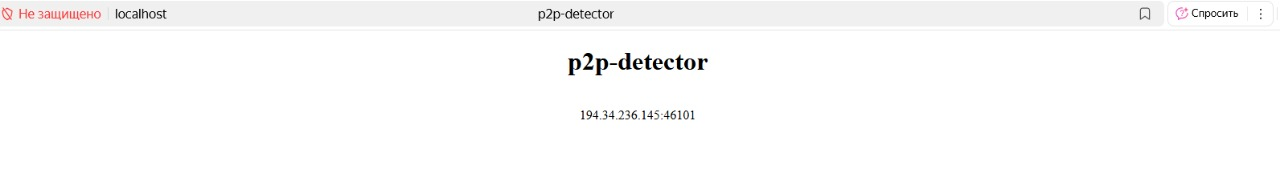 Не защищено localhost p2p-detector Спросить
p2p-detector
194.34.236.145:46101